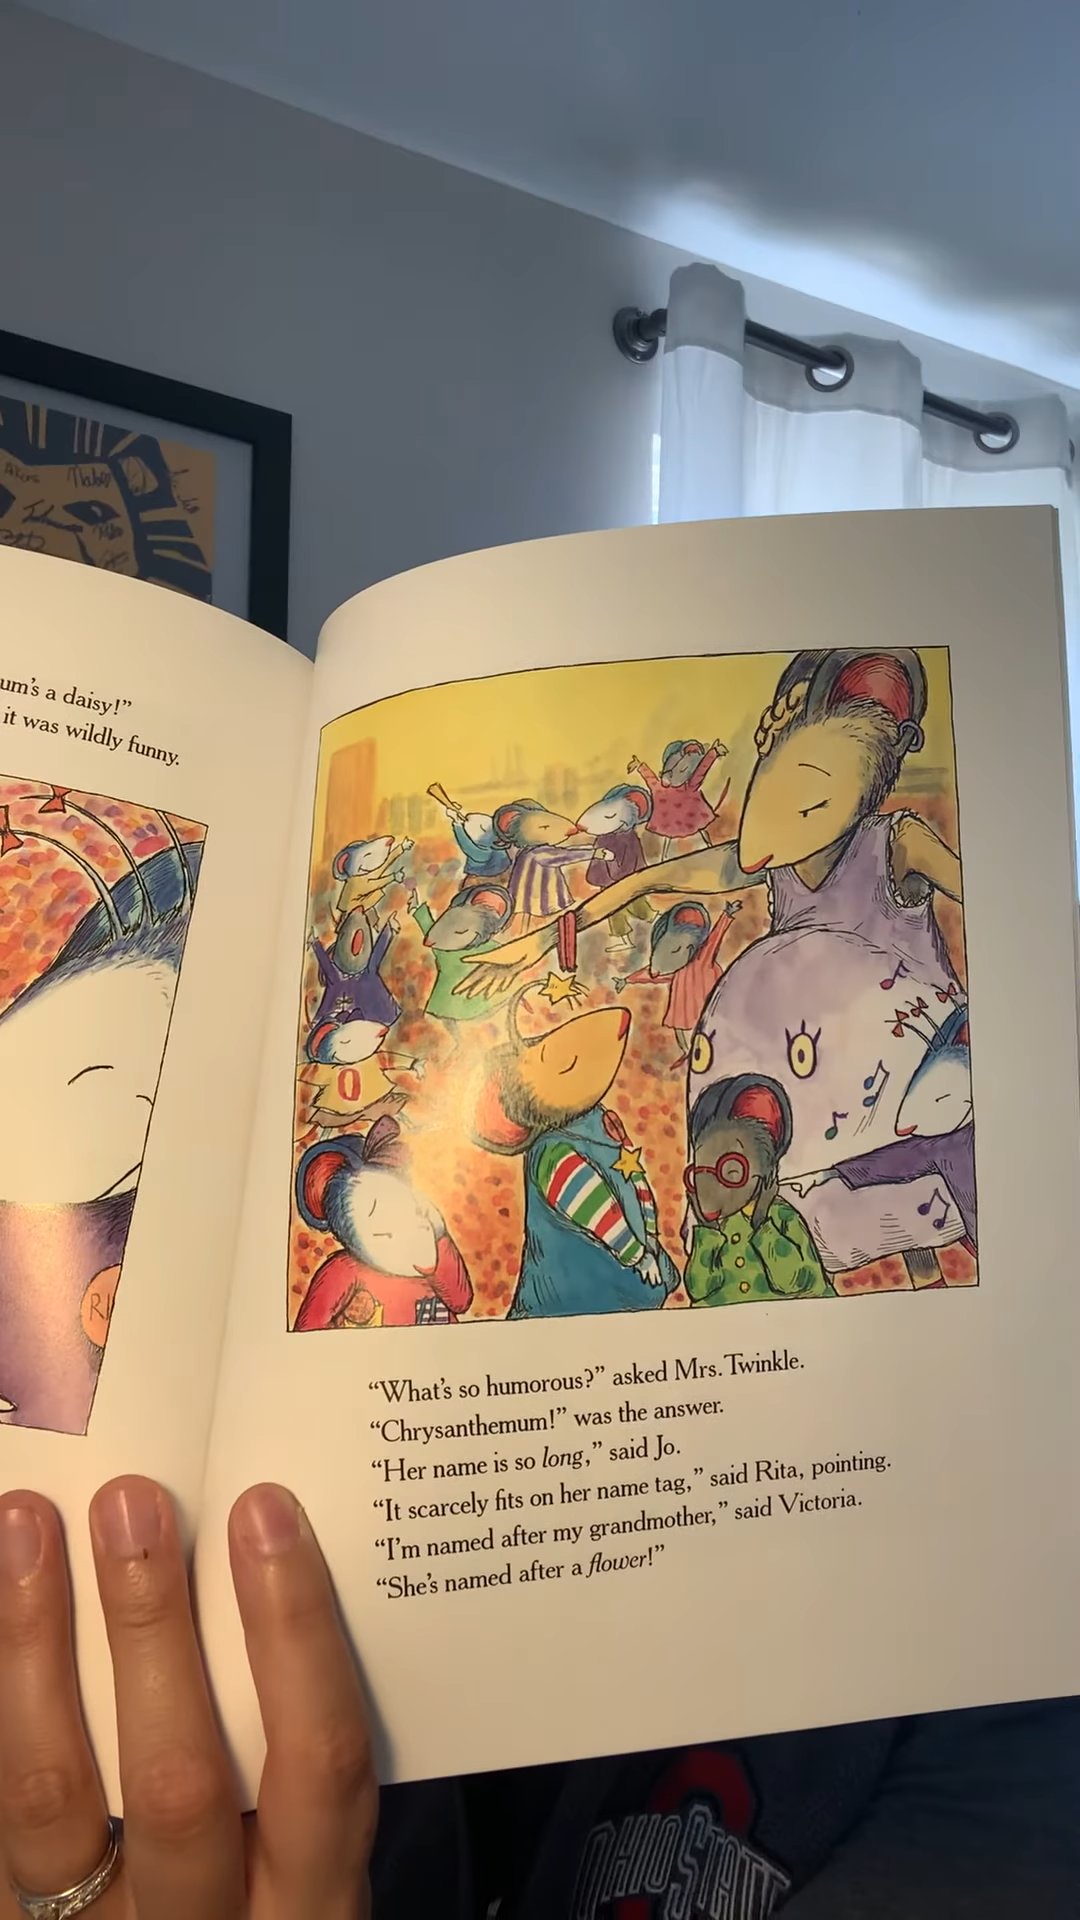 um's a daisy!"
it was wildly funny.
RI
0
"What's so humorous?" asked Mrs. Twinkle.
"Chrysanthemum!" was the answer.
"Her name is so long," said Jo.
"It scarcely fits on her name tag," said Rita, pointing.
"I'm named after my grandmother," said Victoria.
"She's named after a flower!"
OHIO STATE